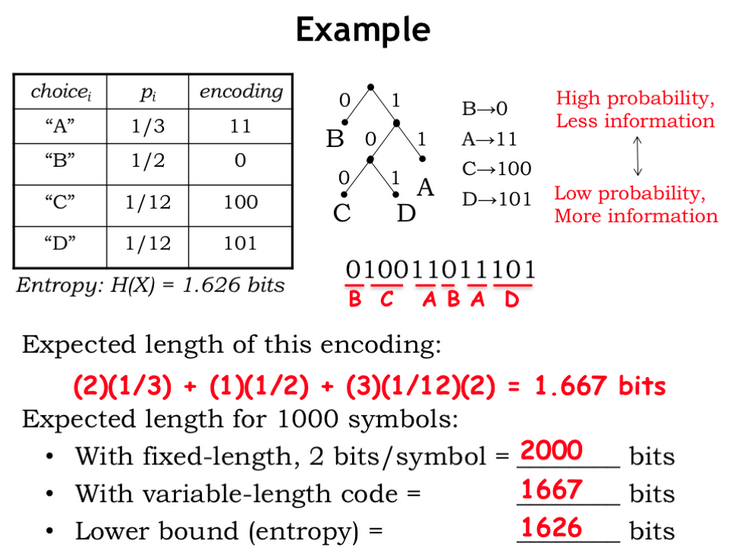 Example
choiceᵢ pᵢ encoding
“A” 1/3 11
“B” 1/2 0
“C” 1/12 100
“D” 1/12 101
Entropy: H(X) = 1.626 bits
0 1
B 0 1
0 1 A
C D
B→0
A→11
C→100
D→101
High probability,
Less information
Low probability,
More information
010011011101
B C A B A D
Expected length of this encoding:
(2)(1/3) + (1)(1/2) + (3)(1/12)(2) = 1.667 bits
Expected length for 1000 symbols:
• With fixed-length, 2 bits/symbol = 2000 bits
• With variable-length code = 1667 bits
• Lower bound (entropy) = 1626 bits